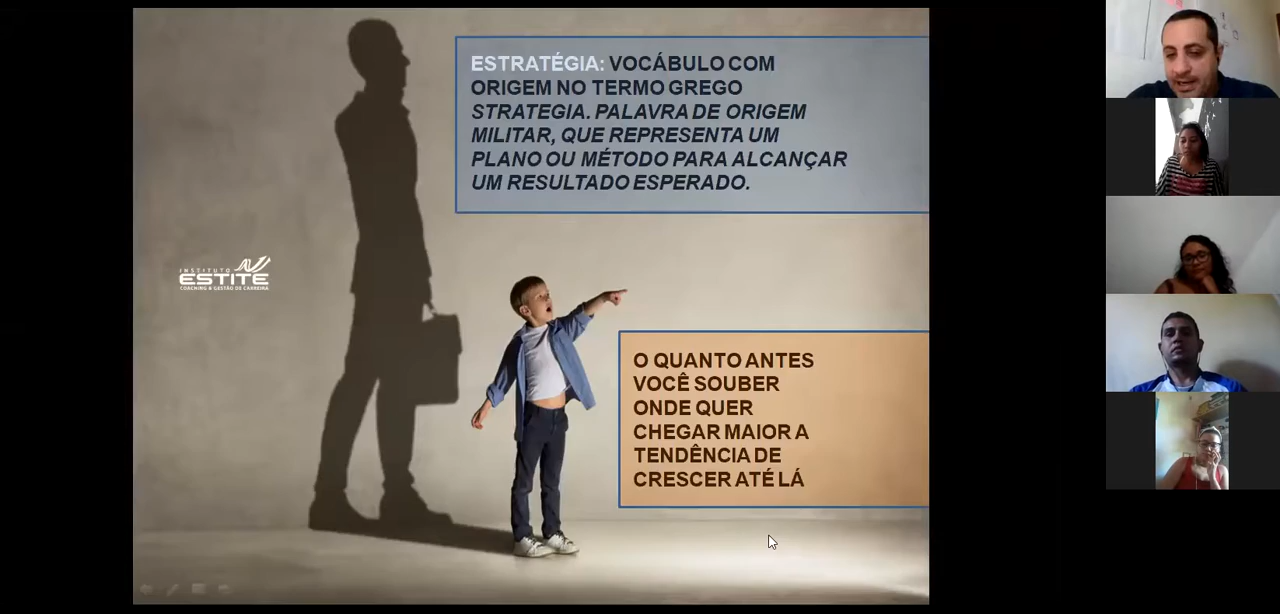 ESTRATÉGIA: VOCÁBULO COM
ORIGEM NO TERMO GREGO
STRATEGIA. PALAVRA DE ORIGEM
MILITAR, QUE REPRESENTA UM
PLANO OU MÉTODO PARA ALCANÇAR
UM RESULTADO ESPERADO.
INSTITUTO
ESTITE
COACHING & GESTÃO DE CARREIRA
O QUANTO ANTES
VOCÊ SOUBER
ONDE QUER
CHEGAR MAIOR A
TENDÊNCIA DE
CRESCER ATÉ LÁ